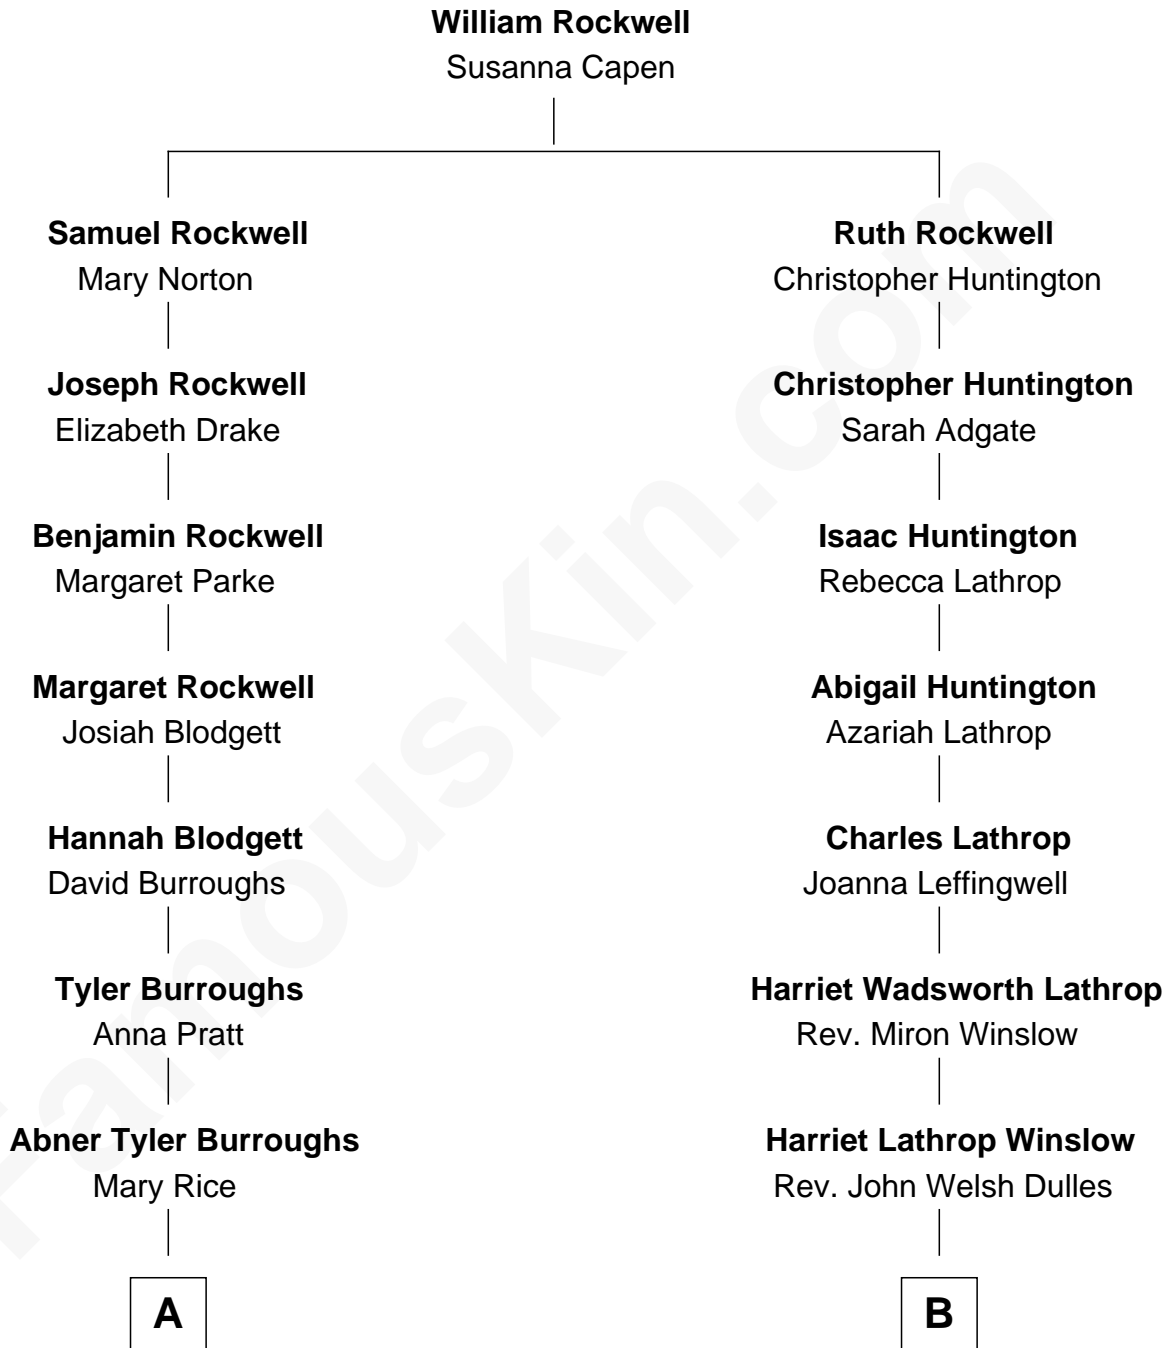 William Rockwell
Susanna Capen
Samuel Rockwell
Mary Norton
Ruth Rockwell
Christopher Huntington
Joseph Rockwell
Elizabeth Drake
Christopher Huntington
Sarah Adgate
Benjamin Rockwell
Margaret Parke
Isaac Huntington
Rebecca Lathrop
Margaret Rockwell
Josiah Blodgett
Abigail Huntington
Azariah Lathrop
Hannah Blodgett
David Burroughs
Charles Lathrop
Joanna Leffingwell
Tyler Burroughs
Anna Pratt
Harriet Wadsworth Lathrop
Rev. Miron Winslow
Abner Tyler Burroughs
Mary Rice
Harriet Lathrop Winslow
Rev. John Welsh Dulles
A
B
FamousKin.com